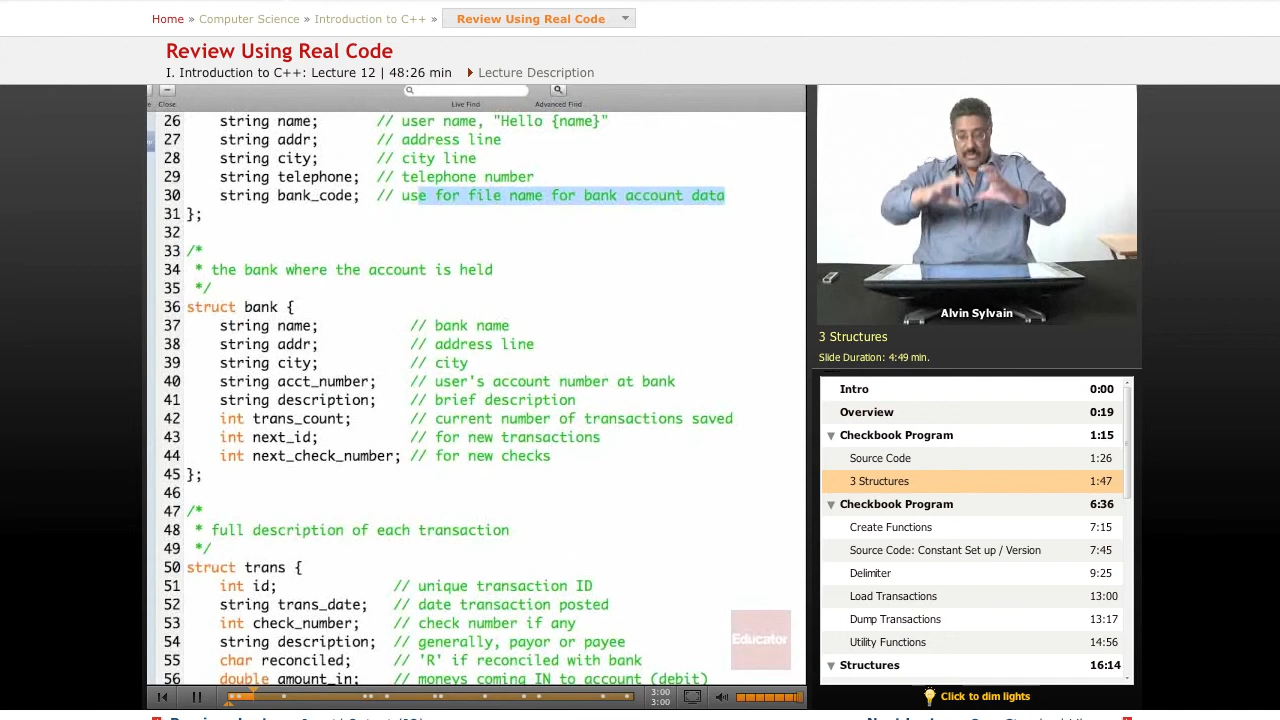 Home » Computer Science » Introduction to C++ » Review Using Real Code
Review Using Real Code
I. Introduction to C++: Lecture 12 | 48:26 min Lecture Description
Close
Live Find Advanced Find
26 string name; // user name, "Hello {name}"
27 string addr; // address line
28 string city; // city line
29 string telephone; // telephone number
30 string bank_code; // use for file name for bank account data
31 };
32
33 /*
34 * the bank where the account is held
35 */
36 struct bank {
37 string name; // bank name
38 string addr; // address line
39 string city; // city
40 string acct_number; // user's account number at bank
41 string description; // brief description
42 int trans_count; // current number of transactions saved
43 int next_id; // for new transactions
44 int next_check_number; // for new checks
45 };
46
47 /*
48 * full description of each transaction
49 */
50 struct trans {
51 int id; // unique transaction ID
52 string trans_date; // date transaction posted
53 int check_number; // check number if any
54 string description; // generally, payor or payee
55 char reconciled; // 'R' if reconciled with bank
56 double amount_in; // moneys coming IN to account (debit)
Educator
3:00
3:00
Alvin Sylvain
3 Structures
Slide Duration: 4:49 min.
Intro 0:00
Overview 0:19
Checkbook Program 1:15
Source Code 1:26
3 Structures 1:47
Checkbook Program 6:36
Create Functions 7:15
Source Code: Constant Set up / Version 7:45
Delimiter 9:25
Load Transactions 13:00
Dump Transactions 13:17
Utility Functions 14:56
Structures 16:14
Click to dim lights